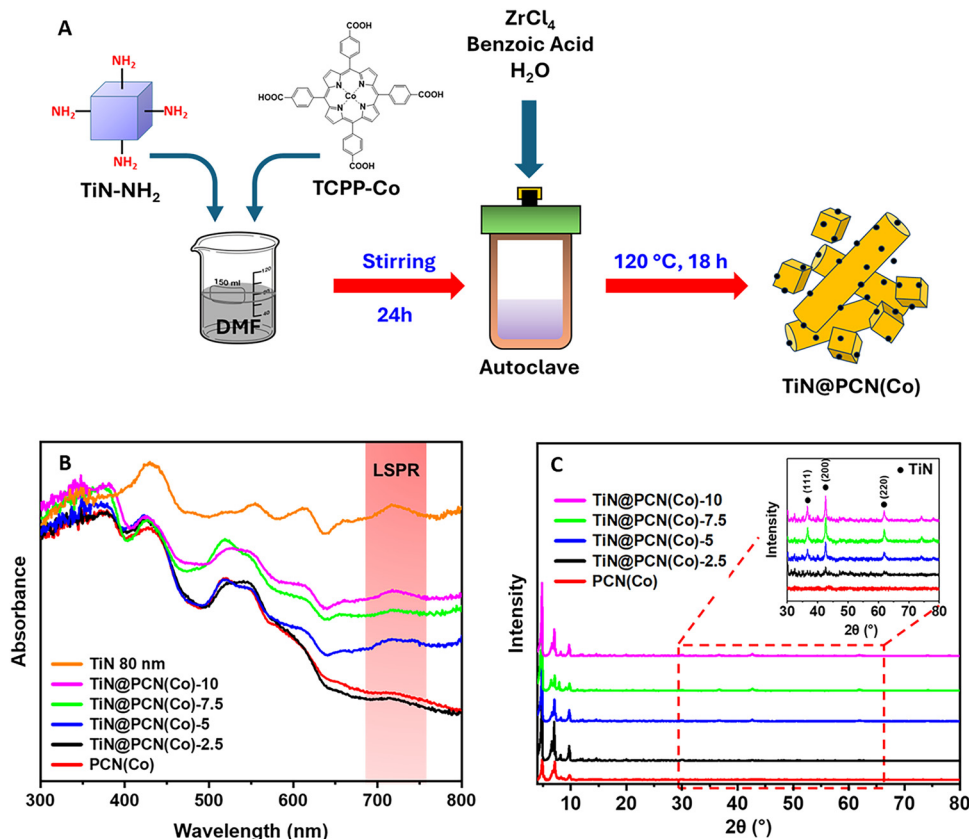 A
ZrCl4
Benzoic Acid
H2O
NH2
NH2
NH2
NH2
TiN-NH2
COOH
HOOC
COOH
COOH
N
N
N
N
Co
TCPP-Co
150 ml
120
40
DMF
Stirring
24h
Autoclave
120 °C, 18 h
TiN@PCN(Co)
B
LSPR
Absorbance
TiN 80 nm
TiN@PCN(Co)-10
TiN@PCN(Co)-7.5
TiN@PCN(Co)-5
TiN@PCN(Co)-2.5
PCN(Co)
300 400 500 600 700 800
Wavelength (nm)
C
TiN@PCN(Co)-10
TiN@PCN(Co)-7.5
TiN@PCN(Co)-5
TiN@PCN(Co)-2.5
PCN(Co)
Intensity
10 20 30 40 50 60 70 80
2θ (°)
TiN
(111)
(200)
(220)
Intensity
30 40 50 60 70 80
2θ (°)